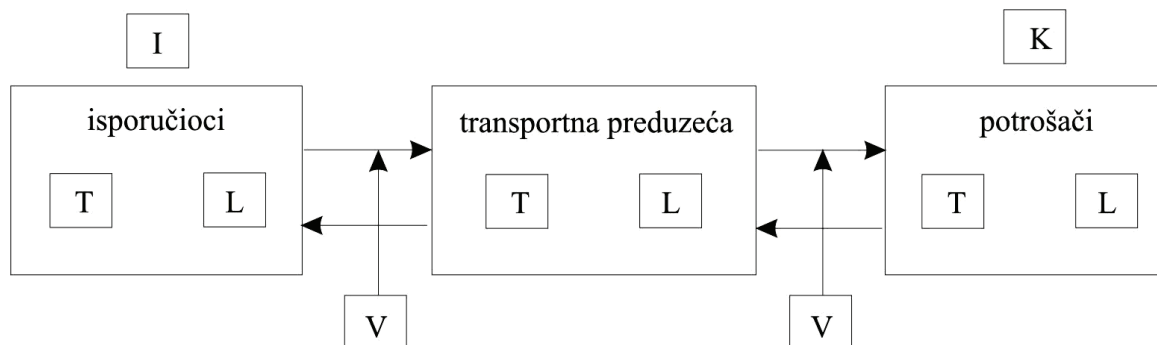 I
K
isporučioci
transportna preduzeća
potrošači
T
L
T
L
T
L
V
V